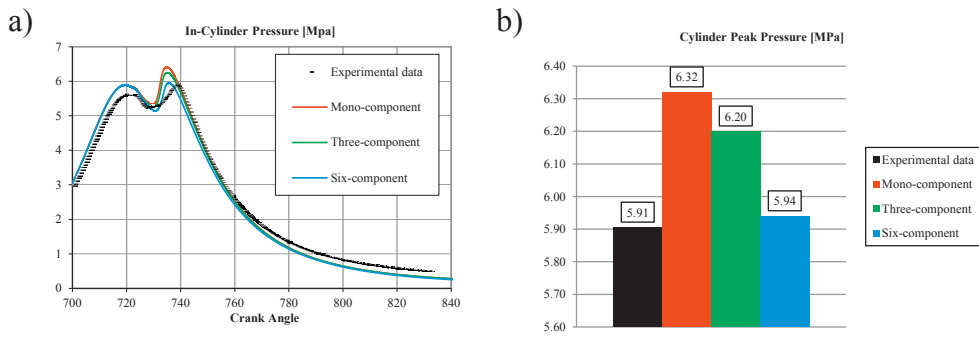 a)
In-Cylinder Pressure [Mpa]
7
6
5
4
3
2
1
0
700 720 740 760 780 800 820 840
Crank Angle
Experimental data
Mono-component
Three-component
Six-component
b)
Cylinder Peak Pressure [MPa]
6.40
6.30
6.20
6.10
6.00
5.90
5.80
5.70
5.60
5.91
6.32
6.20
5.94
Experimental data
Mono-component
Three-component
Six-component